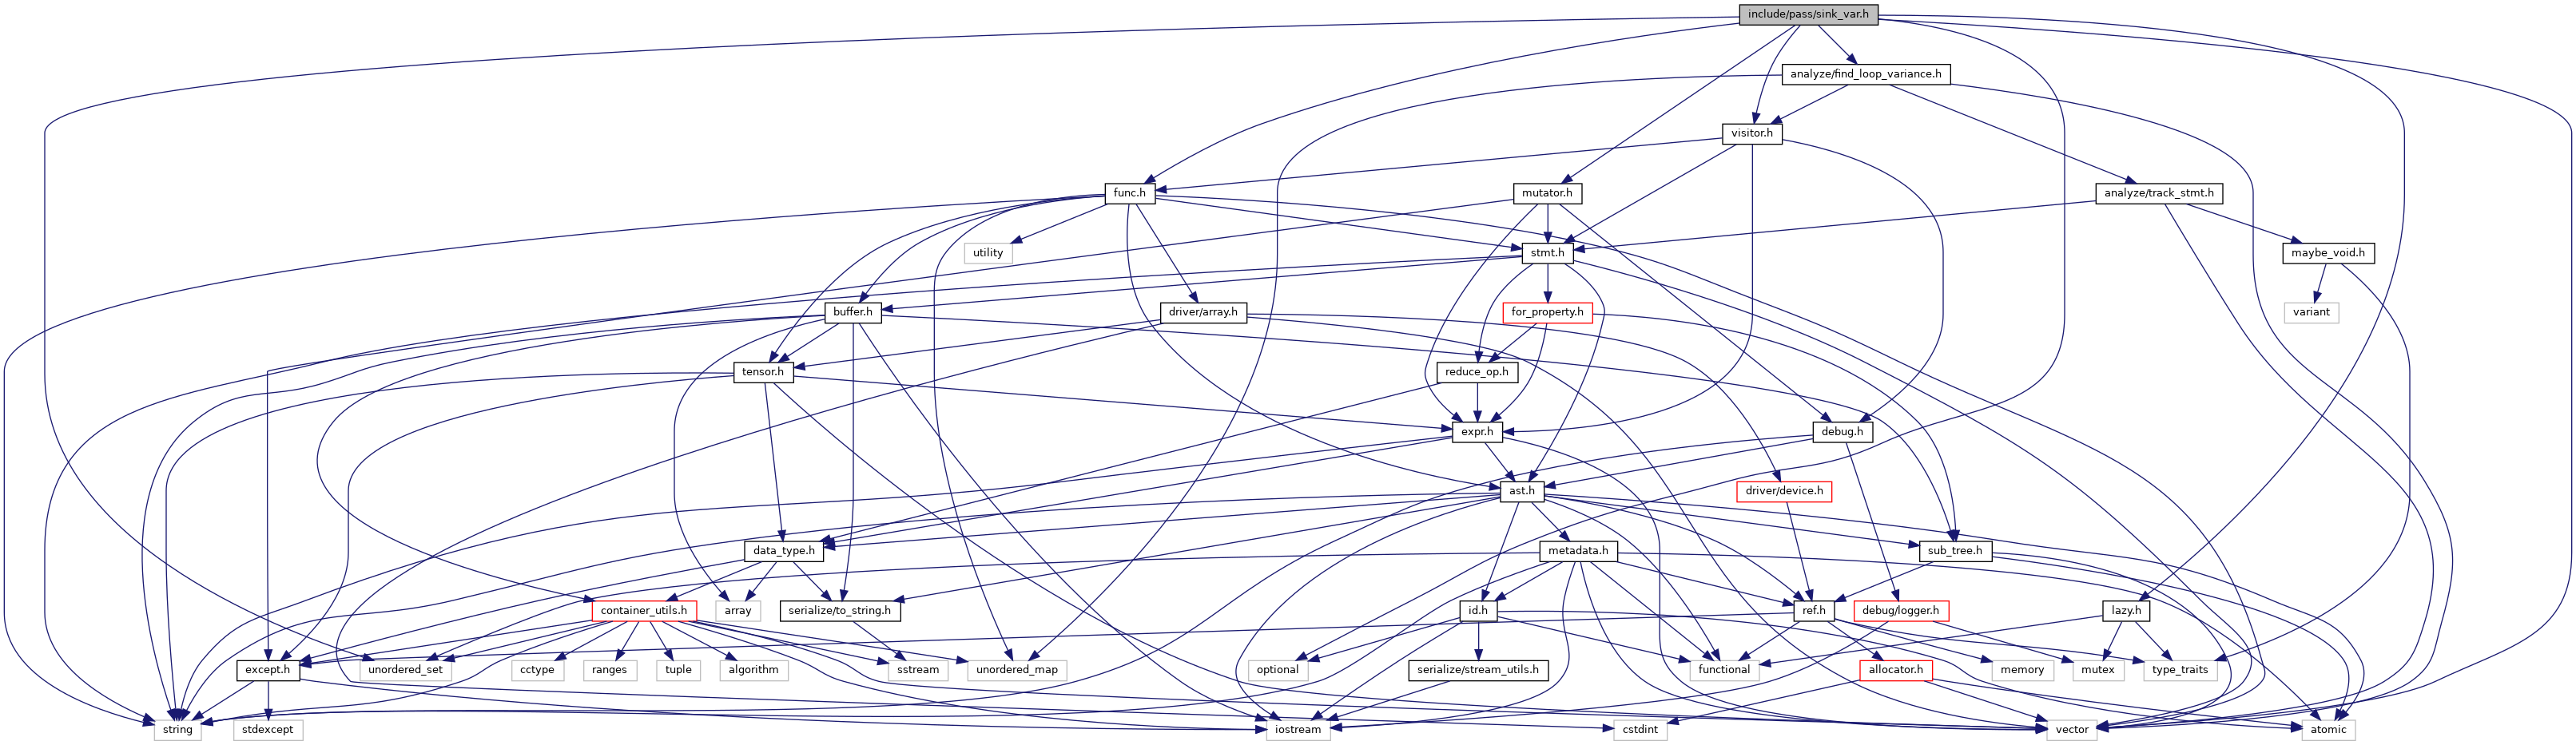 include/pass/sink_var.h
analyze/find_loop_variance.h
visitor.h
func.h
mutator.h
analyze/track_stmt.h
utility
stmt.h
maybe_void.h
buffer.h
driver/array.h
for_property.h
variant
tensor.h
reduce_op.h
expr.h
debug.h
ast.h
driver/device.h
data_type.h
metadata.h
sub_tree.h
container_utils.h
array
serialize/to_string.h
id.h
ref.h
debug/logger.h
lazy.h
except.h
unordered_set
cctype
ranges
tuple
algorithm
sstream
unordered_map
optional
serialize/stream_utils.h
functional
allocator.h
memory
mutex
type_traits
string
stdexcept
iostream
cstdint
vector
atomic